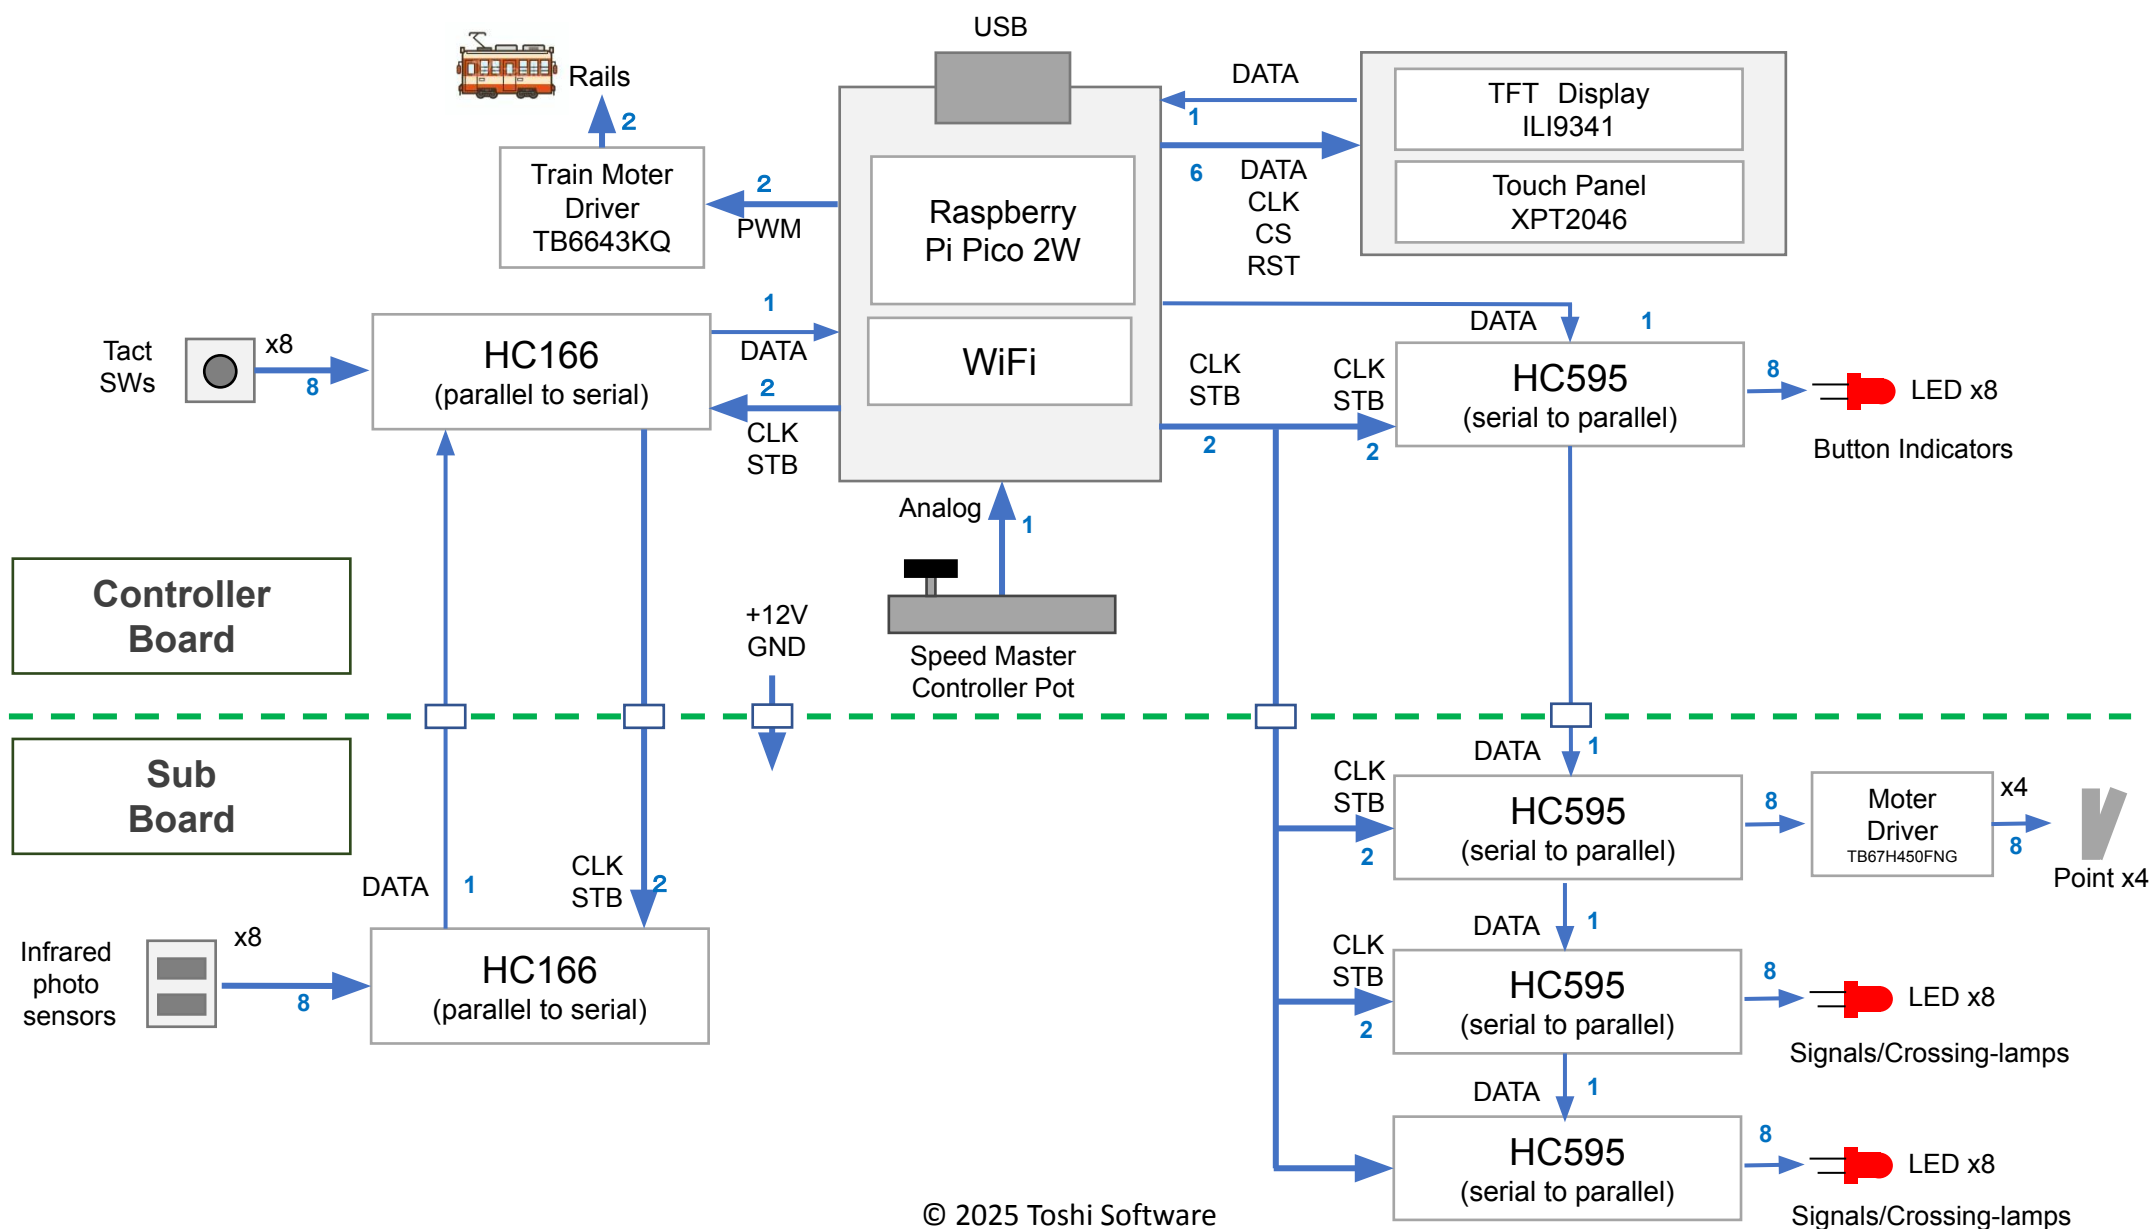 USB
Rails
2
Train Moter
Driver
TB6643KQ
2
PWM
Raspberry
Pi Pico 2W
WiFi
DATA
1
6
DATA
CLK
CS
RST
TFT Display
ILI9341
Touch Panel
XPT2046
Tact
SWs
x8
8
HC166
(parallel to serial)
1
DATA
2
CLK
STB
DATA
1
CLK
STB
2
CLK
STB
2
HC595
(serial to parallel)
8
LED x8
Button Indicators
Analog
1
Speed Master
Controller Pot
+12V
GND
Controller
Board
Sub
Board
DATA
1
CLK
STB
2
Infrared
photo
sensors
x8
8
HC166
(parallel to serial)
DATA
1
CLK
STB
2
HC595
(serial to parallel)
8
Moter
Driver
TB67H450FNG
x4
8
Point x4
DATA
1
CLK
STB
2
HC595
(serial to parallel)
8
LED x8
Signals/Crossing-lamps
DATA
1
HC595
(serial to parallel)
8
LED x8
Signals/Crossing-lamps
© 2025 Toshi Software